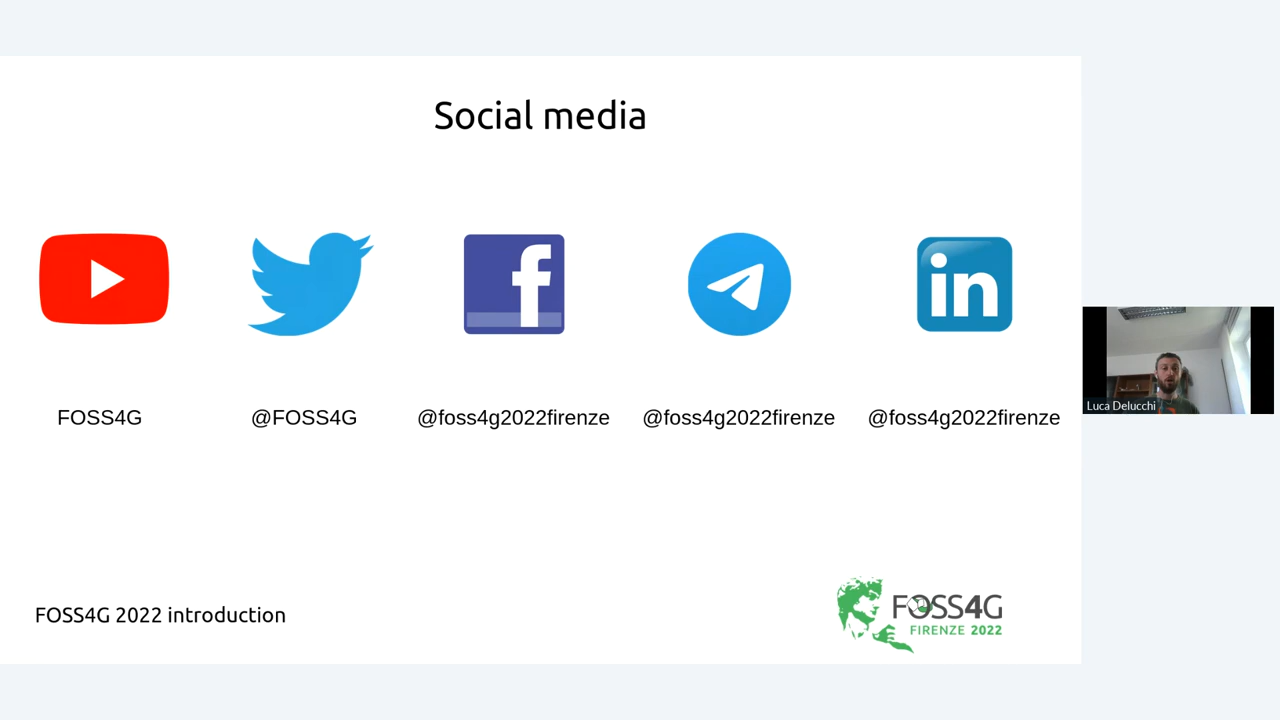 Social media
FOSS4G
@FOSS4G
@foss4g2022firenze
@foss4g2022firenze
@foss4g2022firenze
Luca Delucchi
FOSS4G 2022 introduction
FOSS4G
FIRENZE 2022